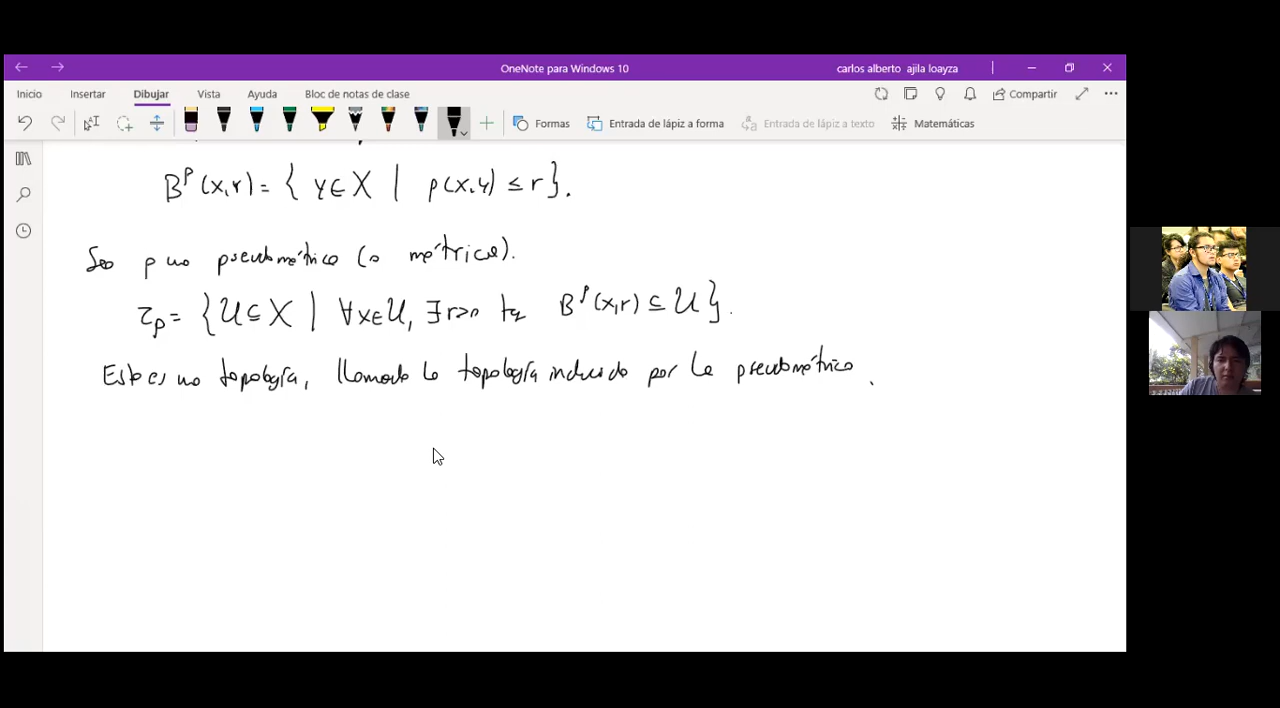 OneNote para Windows 10
carlos alberto ajila loayza
Inicio Insertar Dibujar Vista Ayuda Bloc de notas de clase
Compartir
Formas Entrada de lápiz a forma Entrada de lápiz a texto Matemáticas
B^ρ(x,r) = { y ∈ X | ρ(x,y) ≤ r }.
Sea ρ una pseudométrica (o métrica).
τ_ρ = { U ⊆ X | ∀x∈U, ∃r>0 tq B^ρ(x,r) ⊆ U }.
Esta es una topología, llamada la topología inducida por la pseudométrica.